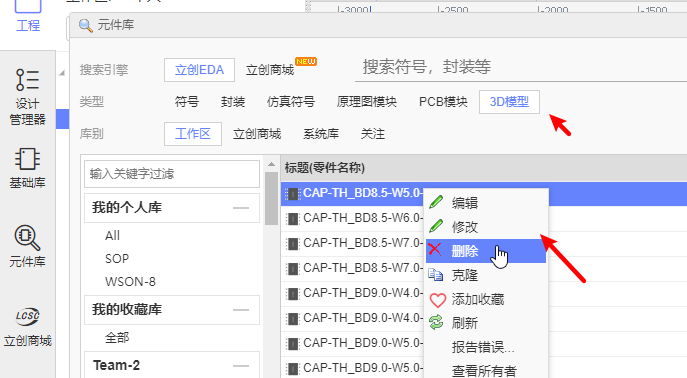 工程
-3000
-2500
-2000
-1500
元件库
搜索引擎 立创EDA 立创商城 NEW 搜索符号，封装等
类型 符号 封装 仿真符号 原理图模块 PCB模块 3D模型
库别 工作区 立创商城 系统库 关注
设计
管理器
基础库
元件库
LCSC
立创商城
输入关键字过滤
我的个人库
All
SOP
WSON-8
我的收藏库
全部
Team-2
标题(零件名称)
CAP-TH_BD8.5-W5.0-
CAP-TH_BD8.5-W6.0-
CAP-TH_BD8.5-W7.0-
CAP-TH_BD8.5-W7.0-
CAP-TH_BD9.0-W4.0-
CAP-TH_BD9.0-W4.0-
CAP-TH_BD9.0-W5.0-
CAP-TH_BD9.0-W5.0-
编辑
修改
删除
克隆
添加收藏
刷新
报告错误...
查看所有者